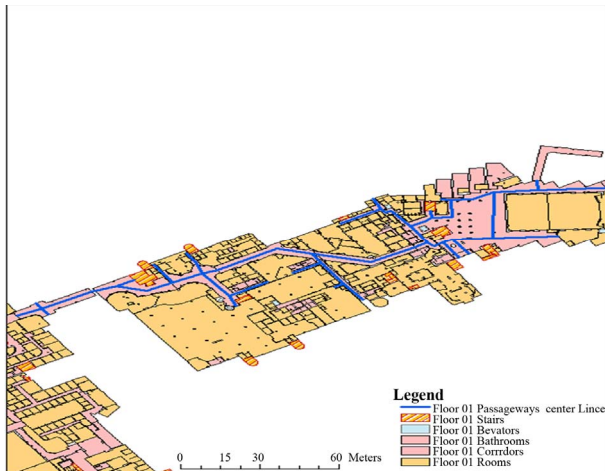 Legend
Floor 01 Passageways center Lince
Floor 01 Stairs
Floor 01 Bevators
Floor 01 Bathrooms
Floor 01 Corrrdors
Floor 01 Rooms
0 15 30 60 Meters